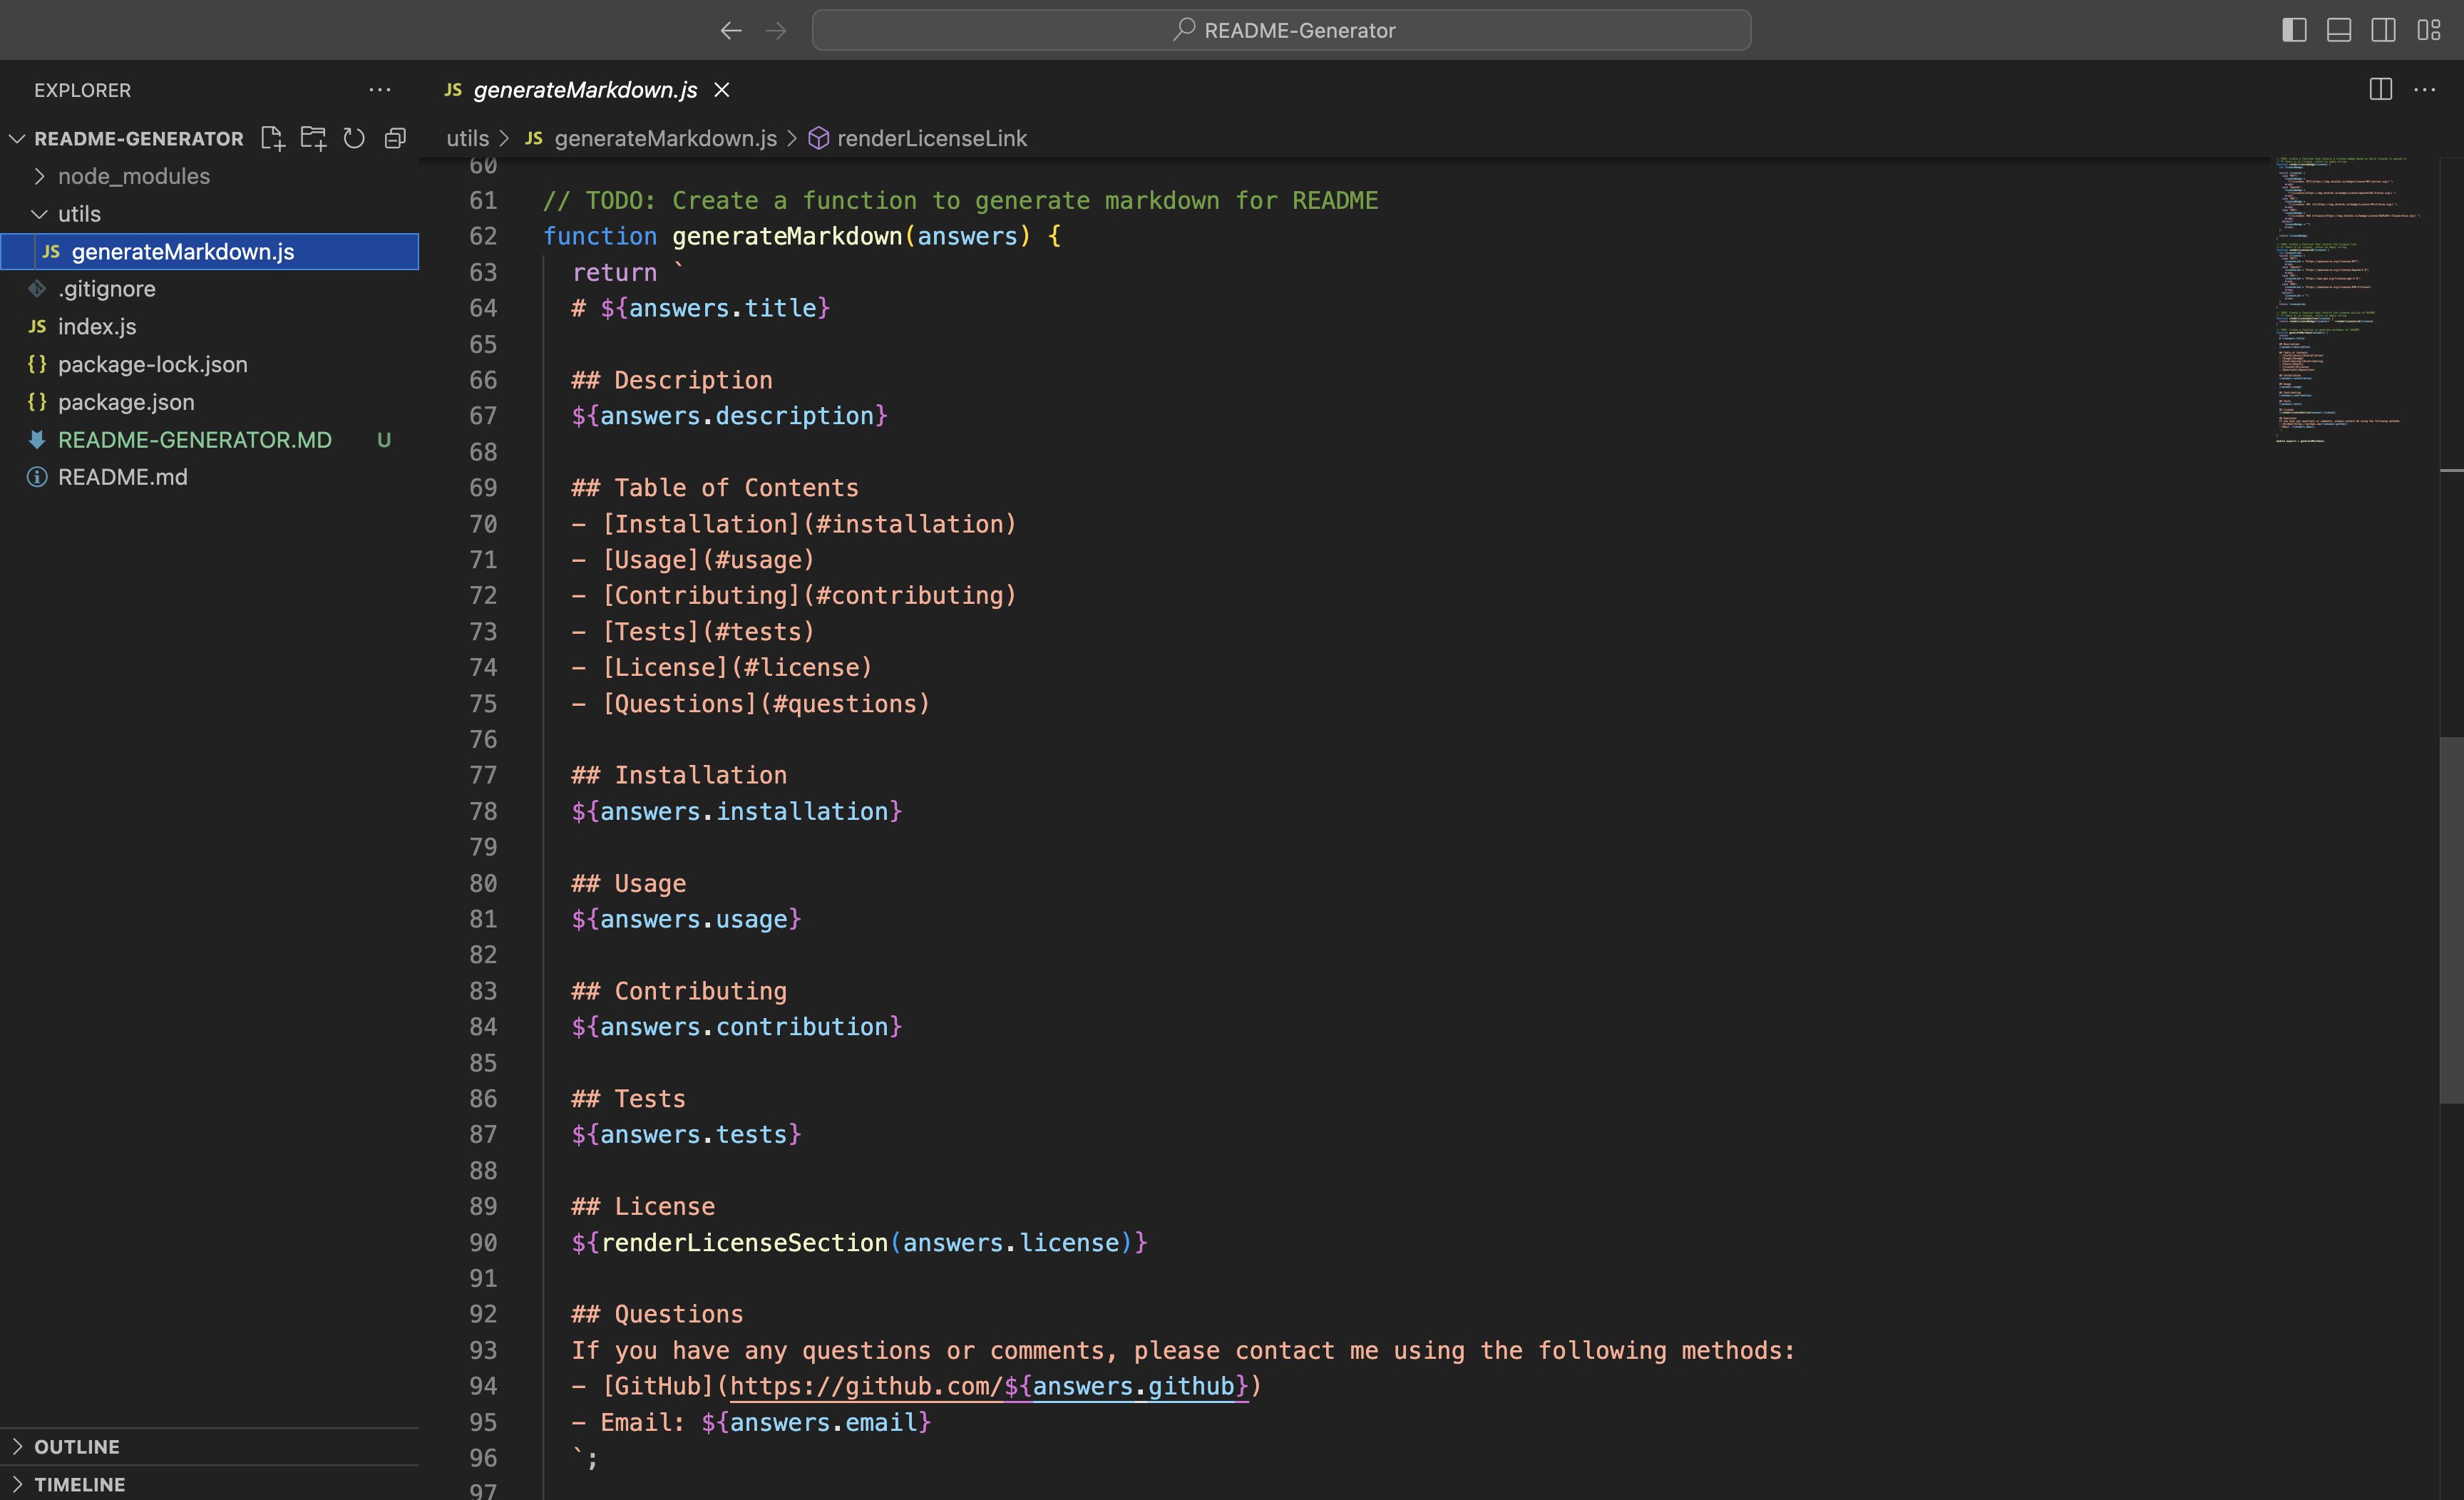 README-Generator
EXPLORER
README-GENERATOR
node_modules
utils
JS generateMarkdown.js
.gitignore
JS index.js
{} package-lock.json
{} package.json
README-GENERATOR.MD U
README.md
OUTLINE
TIMELINE
JS generateMarkdown.js
utils > JS generateMarkdown.js > renderLicenseLink
60
61 // TODO: Create a function to generate markdown for README
62 function generateMarkdown(answers) {
63 return `
64 # ${answers.title}
65
66 ## Description
67 ${answers.description}
68
69 ## Table of Contents
70 - [Installation](#installation)
71 - [Usage](#usage)
72 - [Contributing](#contributing)
73 - [Tests](#tests)
74 - [License](#license)
75 - [Questions](#questions)
76
77 ## Installation
78 ${answers.installation}
79
80 ## Usage
81 ${answers.usage}
82
83 ## Contributing
84 ${answers.contribution}
85
86 ## Tests
87 ${answers.tests}
88
89 ## License
90 ${renderLicenseSection(answers.license)}
91
92 ## Questions
93 If you have any questions or comments, please contact me using the following methods:
94 - [GitHub](https://github.com/${answers.github})
95 - Email: ${answers.email}
96 `;
97